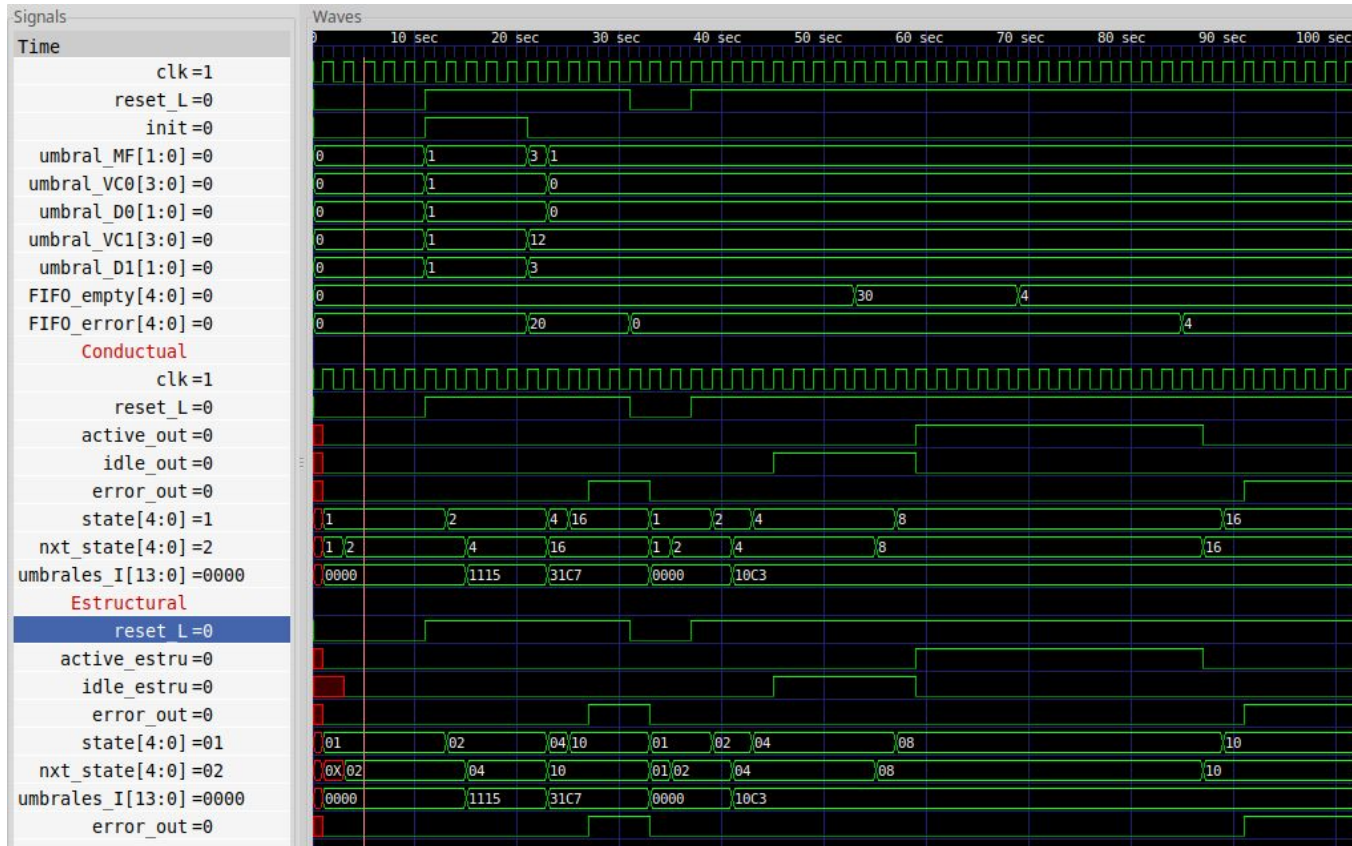 Signals Waves
Time 0 10 sec 20 sec 30 sec 40 sec 50 sec 60 sec 70 sec 80 sec 90 sec 100 sec
clk=1
reset_L=0
init=0
umbral_MF[1:0]=0 0 1 3 1
umbral_VC0[3:0]=0 0 1 0
umbral_D0[1:0]=0 0 1 0
umbral_VC1[3:0]=0 0 1 12
umbral_D1[1:0]=0 0 1 3
FIFO_empty[4:0]=0 0 30 4
FIFO_error[4:0]=0 0 20 0 4
Conductual
clk=1
reset_L=0
active_out=0
idle_out=0
error_out=0
state[4:0]=1 1 2 4 16 1 2 4 8 16
nxt_state[4:0]=2 1 2 4 16 1 2 4 8 16
umbrales_I[13:0]=0000 0000 1115 31C7 0000 10C3
Estructural
reset_L=0
active_estru=0
idle_estru=0
error_out=0
state[4:0]=01 01 02 04 10 01 02 04 08 10
nxt_state[4:0]=02 0X 02 04 10 01 02 04 08 10
umbrales_I[13:0]=0000 0000 1115 31C7 0000 10C3
error_out=0